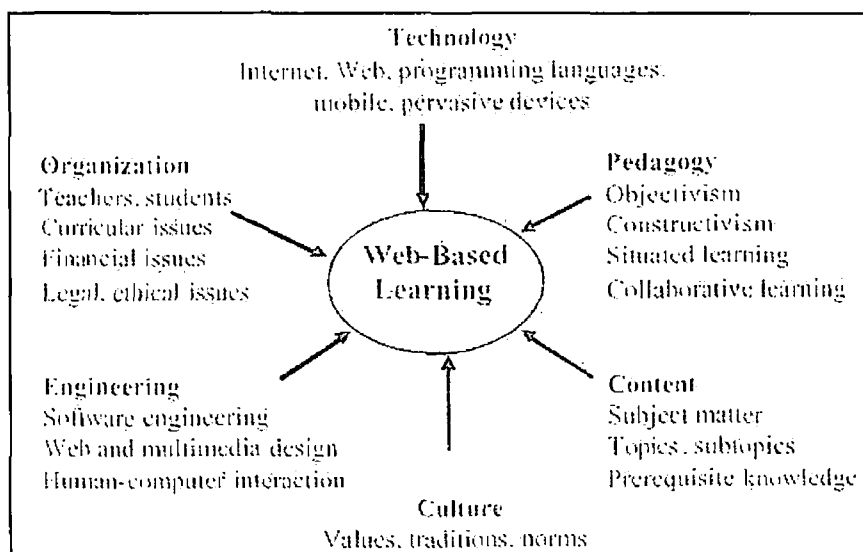 Technology
Internet, Web, programming languages,
mobile, pervasive devices
Organization
Teachers, students
Curricular issues
Financial issues
Legal, ethical issues
Pedagogy
Objectivism
Constructivism
Situated learning
Collaborative learning
Web-Based
Learning
Engineering
Software engineering
Web and multimedia design
Human-computer interaction
Content
Subject matter
Topics, subtopics
Prerequisite knowledge
Culture
Values, traditions, norms